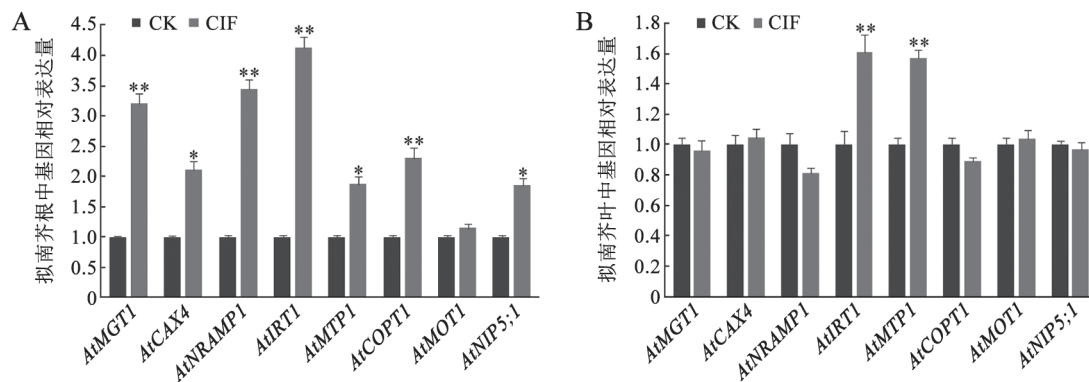 A
CK CIF
拟南芥根中基因相对表达量
4.5
4.0
3.5
3.0
2.5
2.0
1.5
1.0
0.5
0
**
*
**
**
*
**
*
AtMGT1
AtCAX4
AtNRAMP1
AtIRT1
AtMTP1
AtCOPT1
AtMOT1
AtNIP5;1
B
CK CIF
拟南芥叶中基因相对表达量
1.8
1.6
1.4
1.2
1.0
0.8
0.6
0.4
0.2
0
**
**
AtMGT1
AtCAX4
AtNRAMP1
AtIRT1
AtMTP1
AtCOPT1
AtMOT1
AtNIP5;1